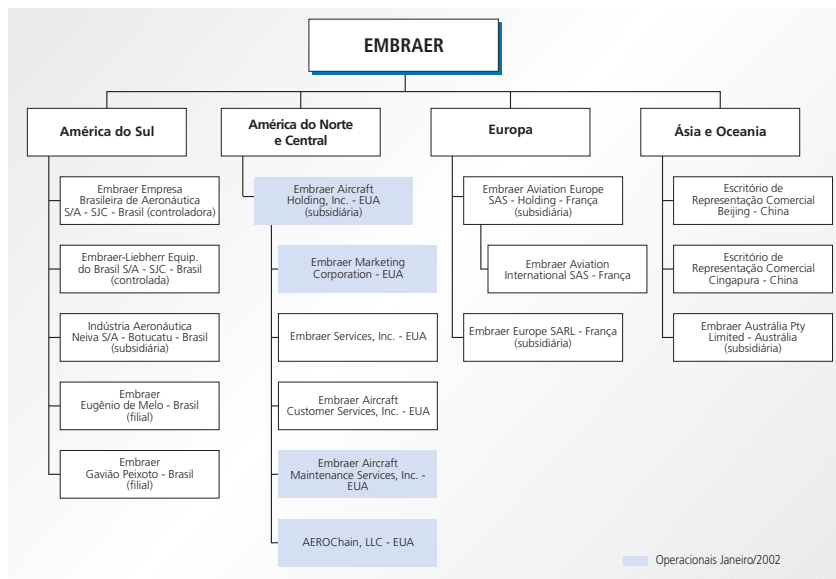 EMBRAER
América do Sul
América do Norte
e Central
Europa
Ásia e Oceania
Embraer Empresa
Brasileira de Aeronáutica
S/A - SJC - Brasil (controladora)
Embraer-Liebherr Equip.
do Brasil S/A - SJC - Brasil
(controlada)
Indústria Aeronáutica
Neiva S/A - Botucatu - Brasil
(subsidiária)
Embraer
Eugênio de Melo - Brasil
(filial)
Embraer
Gavião Peixoto - Brasil
(filial)
Embraer Aircraft
Holding, Inc. - EUA
(subsidiária)
Embraer Marketing
Corporation - EUA
Embraer Services, Inc. - EUA
Embraer Aircraft
Customer Services, Inc. - EUA
Embraer Aircraft
Maintenance Services, Inc. -
EUA
AEROChain, LLC - EUA
Embraer Aviation Europe
SAS - Holding - França
(subsidiária)
Embraer Aviation
International SAS - França
Embraer Europe SARL - França
(subsidiária)
Escritório de
Representação Comercial
Beijing - China
Escritório de
Representação Comercial
Cingapura - China
Embraer Austrália Pty
Limited - Austrália
(subsidiária)
Operacionais Janeiro/2002